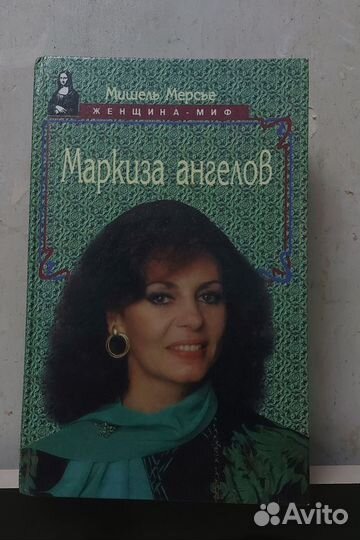 Мишель Мерсье
ЖЕНЩИНА-МИФ
Маркиза ангелов
Avito